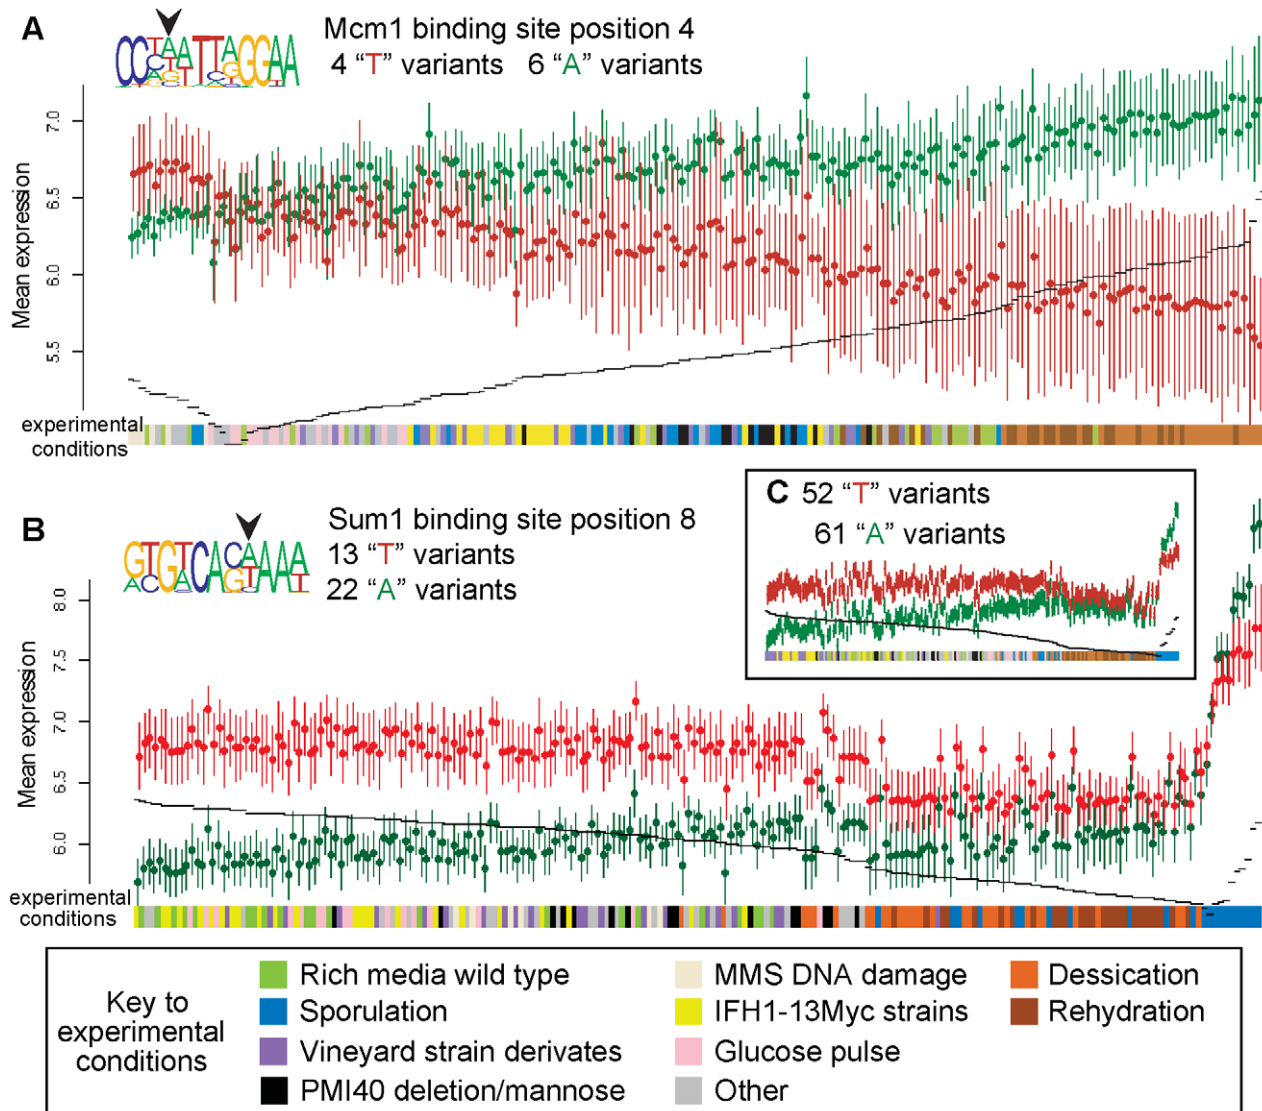 A
Mcm1 binding site position 4
4 “T” variants 6 “A” variants
Mean expression
7.0
6.5
6.0
5.5
experimental
conditions
B
Sum1 binding site position 8
13 “T” variants
22 “A” variants
C 52 “T” variants
61 “A” variants
Mean expression
8.0
7.5
7.0
6.5
6.0
experimental
conditions
Key to
experimental
conditions
Rich media wild type
Sporulation
Vineyard strain derivates
PMI40 deletion/mannose
MMS DNA damage
IFH1-13Myc strains
Glucose pulse
Other
Dessication
Rehydration